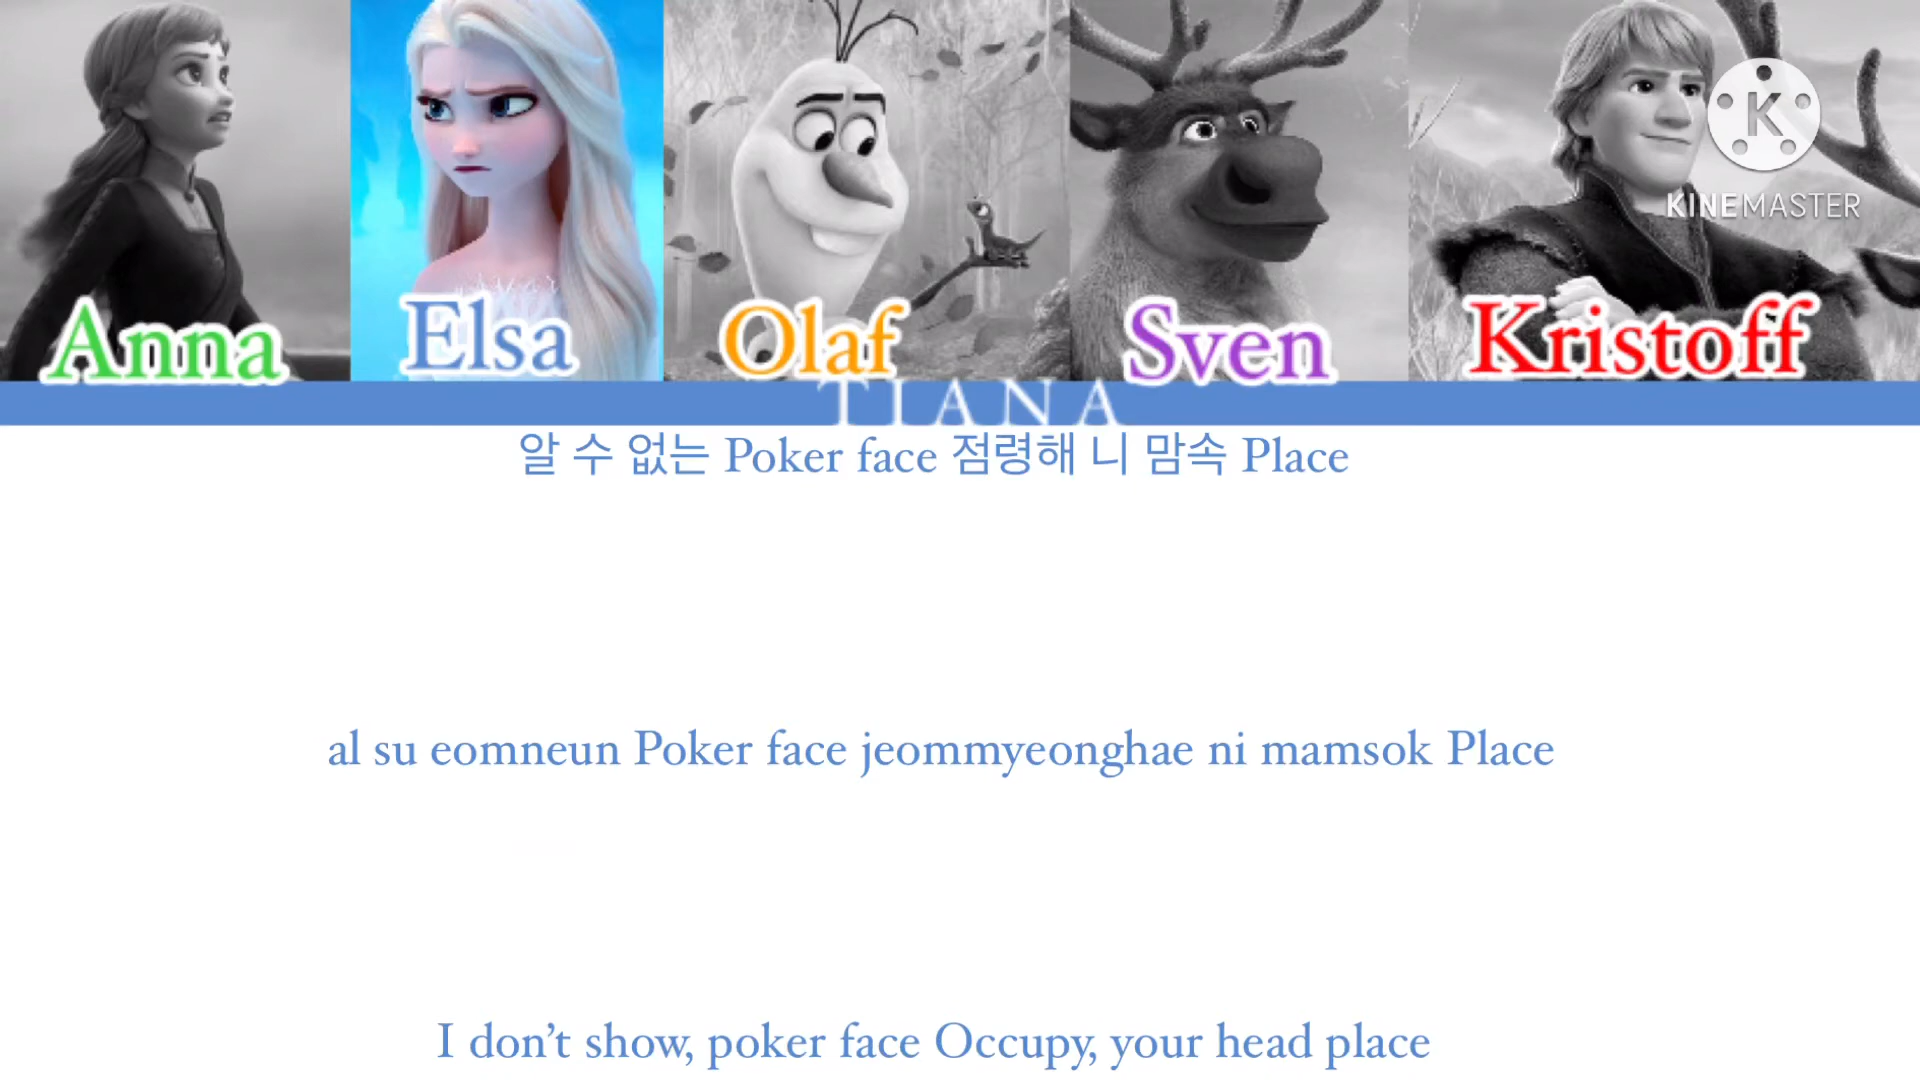 K
KINEMASTER
Anna Elsa Olaf Sven Kristoff
TIANA
알 수 없는 Poker face 점령해 니 맘속 Place
al su eomneun Poker face jeommyeonghae ni mamsok Place
I don’t show, poker face Occupy, your head place